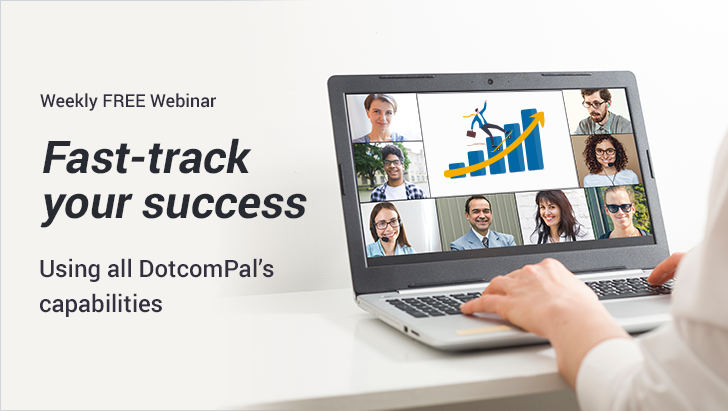 Weekly FREE Webinar
Fast-track
your success
Using all DotcomPal's
capabilities